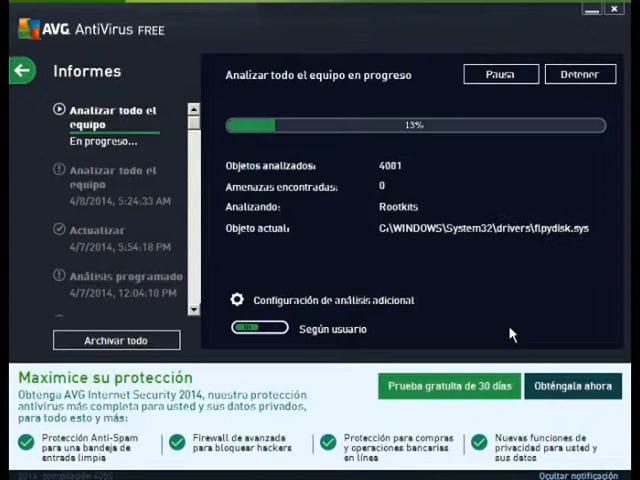 AVG. AntiVirus FREE
Informes
Analizar todo el equipo en progreso
Pausa
Detener
Analizar todo el
equipo
En progreso...
13%
Analizar todo el
equipo
4/8/2014, 5:24:33 AM
Actualizar
4/7/2014, 5:54:18 PM
Análisis programado
4/7/2014, 12:04:10 PM
Archivar todo
Objetos analizados: 4001
Amenazas encontradas: 0
Analizando: Rootkits
Objeto actual: C:\WINDOWS\System32\drivers\flpydisk.sys
Configuración de análisis adicional
Según usuario
Maximice su protección
Obtenga AVG Internet Security 2014, nuestra protección
antivirus más completa para usted y sus datos privados,
para todo esto y más:
Prueba gratuita de 30 días
Obténgala ahora
Protección Anti-Spam
para una bandeja de
entrada limpia
Firewall de avanzada
para bloquear hackers
Protección para compras
y operaciones bancarias
en línea
Nuevas funciones de
privacidad para usted y
sus datos
Ocultar notificación